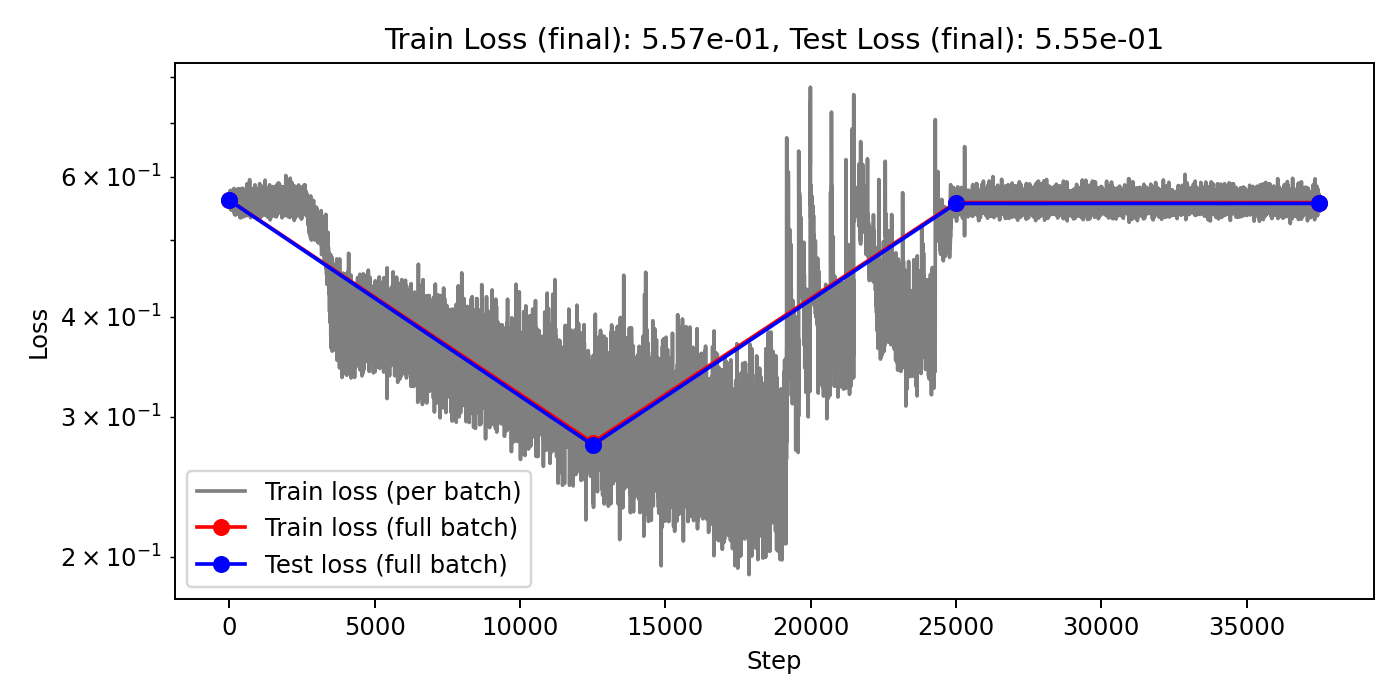 Train Loss (final): 5.57e-01, Test Loss (final): 5.55e-01
Loss
6 × 10⁻¹
4 × 10⁻¹
3 × 10⁻¹
2 × 10⁻¹
Train loss (per batch)
Train loss (full batch)
Test loss (full batch)
0 5000 10000 15000 20000 25000 30000 35000
Step